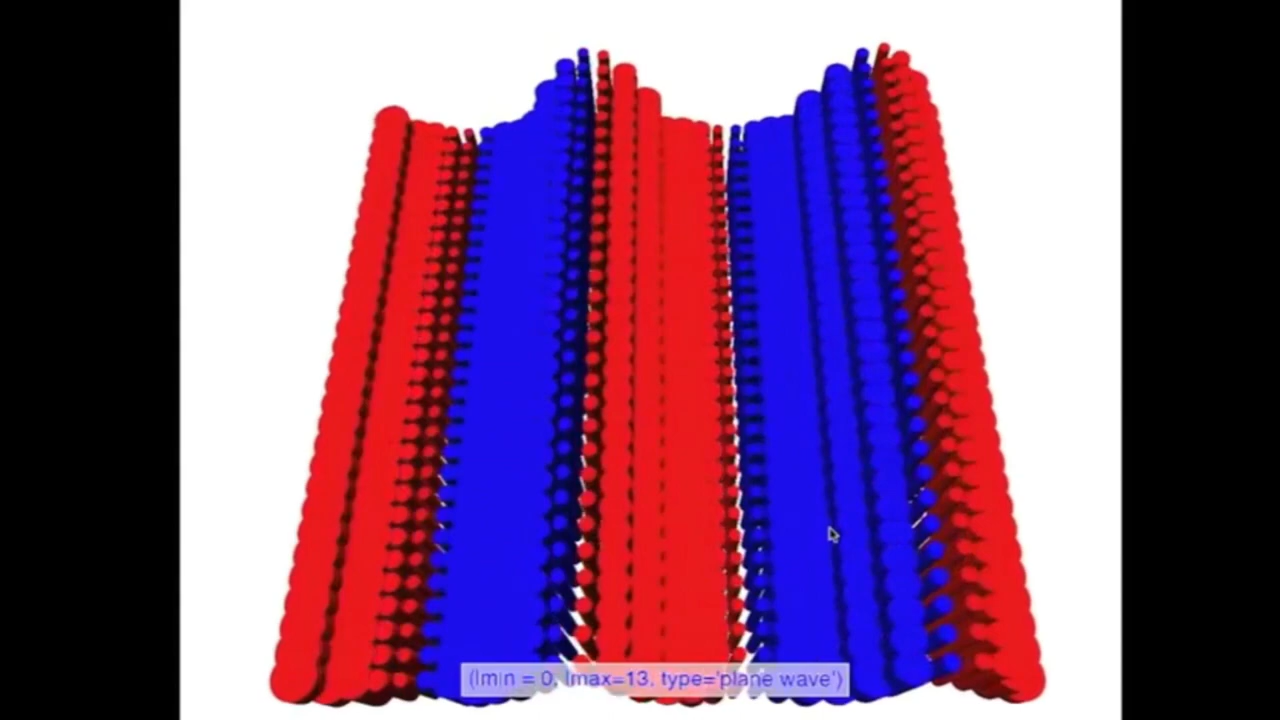 (lmin = 0, lmax=13, type='plane wave')